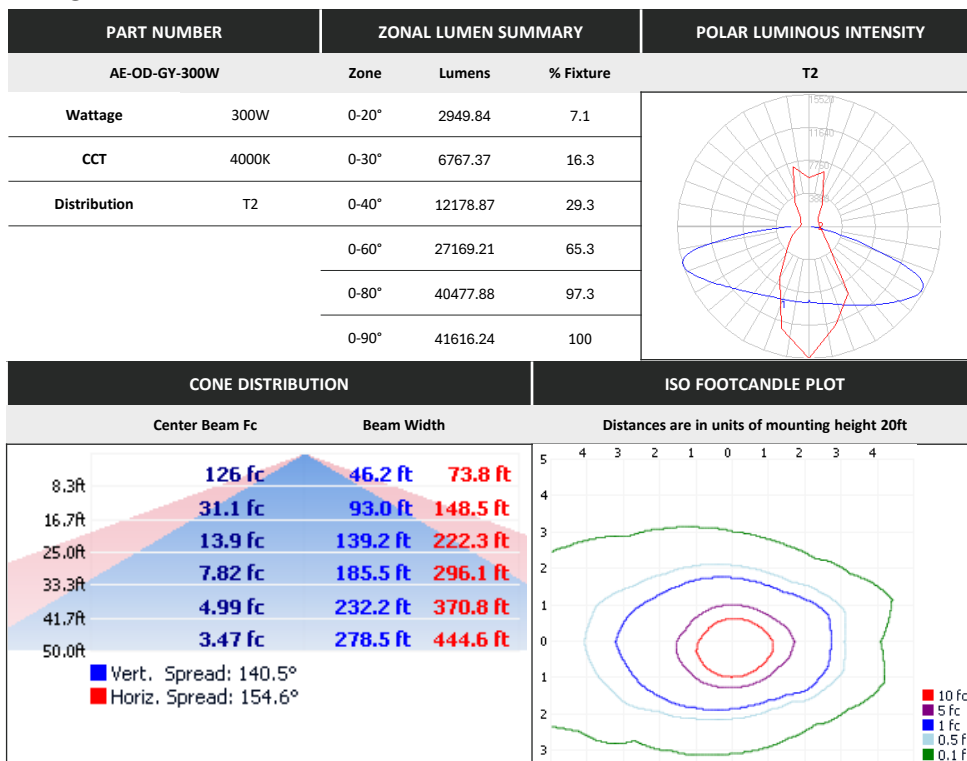 PART NUMBER ZONAL LUMEN SUMMARY POLAR LUMINOUS INTENSITY
AE-OD-GY-300W Zone Lumens % Fixture T2
Wattage 300W 0-20° 2949.84 7.1
CCT 4000K 0-30° 6767.37 16.3
Distribution T2 0-40° 12178.87 29.3
0-60° 27169.21 65.3
0-80° 40477.88 97.3
0-90° 41616.24 100
15520
11640
7760
CONE DISTRIBUTION ISO FOOTCANDLE PLOT
Center Beam Fc Beam Width Distances are in units of mounting height 20ft
8.3ft 126 fc 46.2 ft 73.8 ft
16.7ft 31.1 fc 93.0 ft 148.5 ft
25.0ft 13.9 fc 139.2 ft 222.3 ft
33.3ft 7.82 fc 185.5 ft 296.1 ft
41.7ft 4.99 fc 232.2 ft 370.8 ft
50.0ft 3.47 fc 278.5 ft 444.6 ft
Vert. Spread: 140.5°
Horiz. Spread: 154.6°
4 3 2 1 0 1 2 3 4
5
4
3
2
1
0
1
2
3
10 fc
5 fc
1 fc
0.5 f
0.1 f